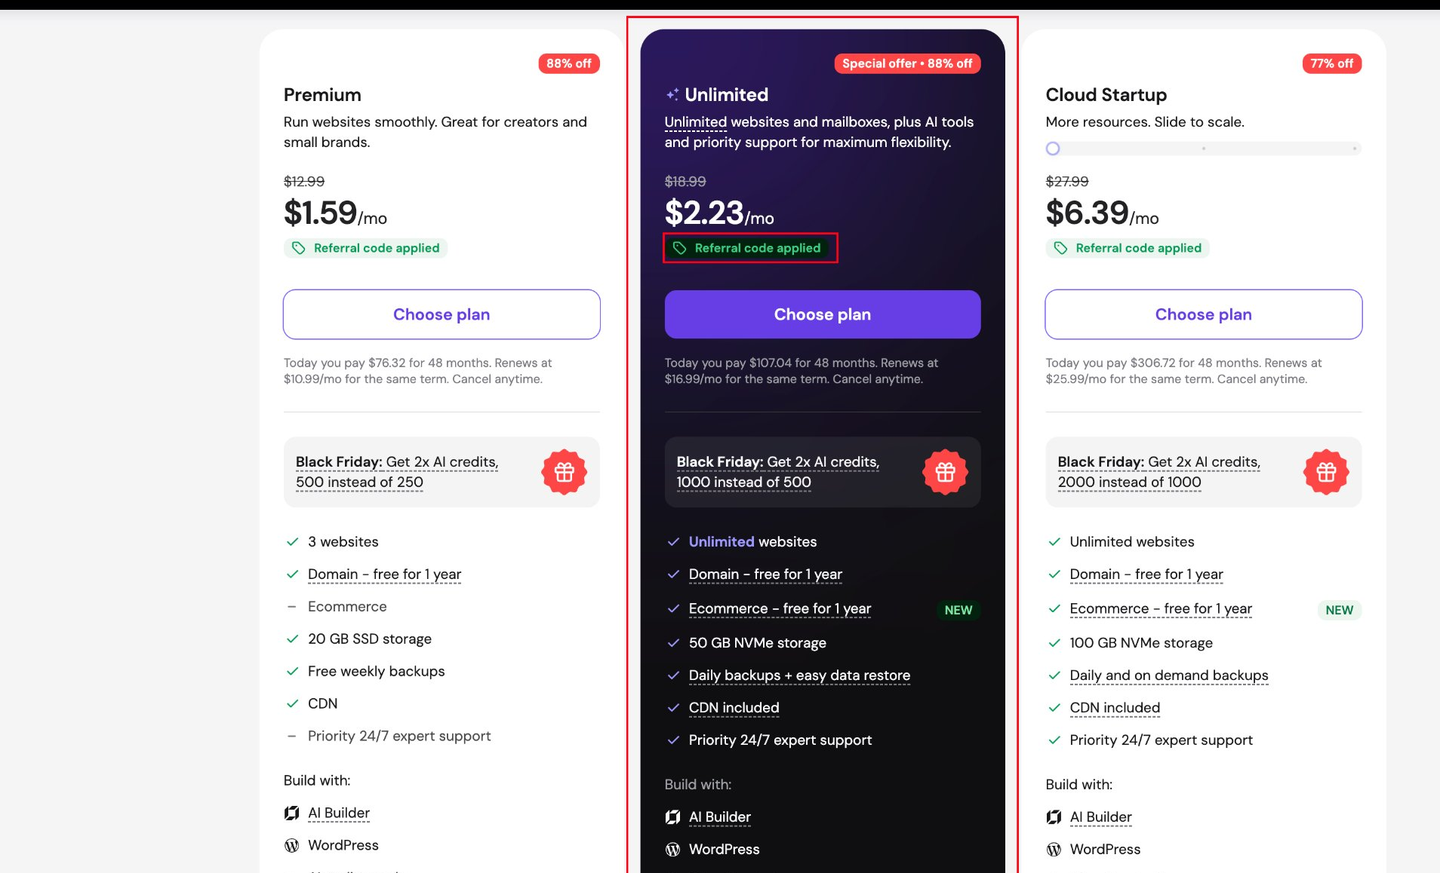 88% off
Premium
Run websites smoothly. Great for creators and
small brands.
$12.99
$1.59/mo
Referral code applied
Choose plan
Today you pay $76.32 for 48 months. Renews at
$10.99/mo for the same term. Cancel anytime.
Black Friday: Get 2x AI credits,
500 instead of 250
3 websites
Domain – free for 1 year
Ecommerce
20 GB SSD storage
Free weekly backups
CDN
Priority 24/7 expert support
Build with:
AI Builder
WordPress
Special offer • 88% off
Unlimited
Unlimited websites and mailboxes, plus AI tools
and priority support for maximum flexibility.
$18.99
$2.23/mo
Referral code applied
Choose plan
Today you pay $107.04 for 48 months. Renews at
$16.99/mo for the same term. Cancel anytime.
Black Friday: Get 2x AI credits,
1000 instead of 500
Unlimited websites
Domain – free for 1 year
Ecommerce – free for 1 year NEW
50 GB NVMe storage
Daily backups + easy data restore
CDN included
Priority 24/7 expert support
Build with:
AI Builder
WordPress
77% off
Cloud Startup
More resources. Slide to scale.
$27.99
$6.39/mo
Referral code applied
Choose plan
Today you pay $306.72 for 48 months. Renews at
$25.99/mo for the same term. Cancel anytime.
Black Friday: Get 2x AI credits,
2000 instead of 1000
Unlimited websites
Domain – free for 1 year
Ecommerce – free for 1 year NEW
100 GB NVMe storage
Daily and on demand backups
CDN included
Priority 24/7 expert support
Build with:
AI Builder
WordPress